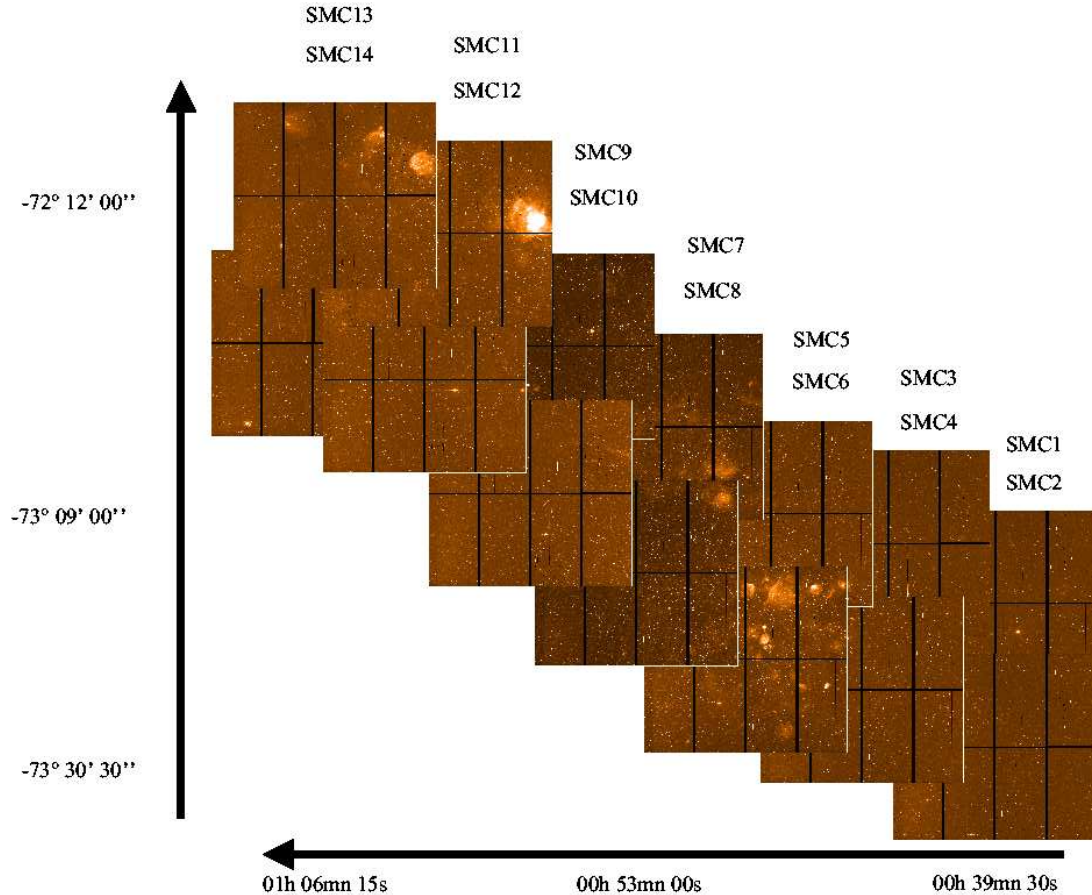 SMC13
SMC14
SMC11
SMC12
SMC9
SMC10
SMC7
SMC8
SMC5
SMC6
SMC3
SMC4
SMC1
SMC2
-72° 12’ 00’’
-73° 09’ 00’’
-73° 30’ 30’’
01h 06mn 15s
00h 53mn 00s
00h 39mn 30s